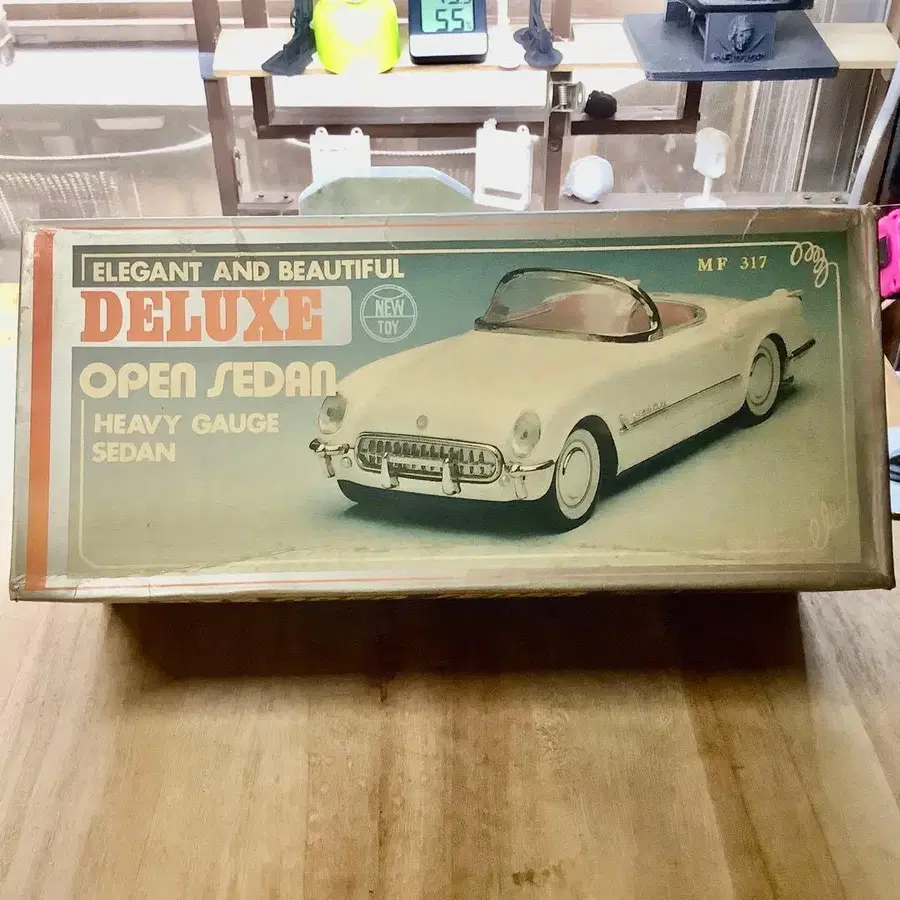 55
ELEGANT AND BEAUTIFUL
MF 317
DELUXE
NEW
TOY
OPEN SEDAN
HEAVY GAUGE
SEDAN